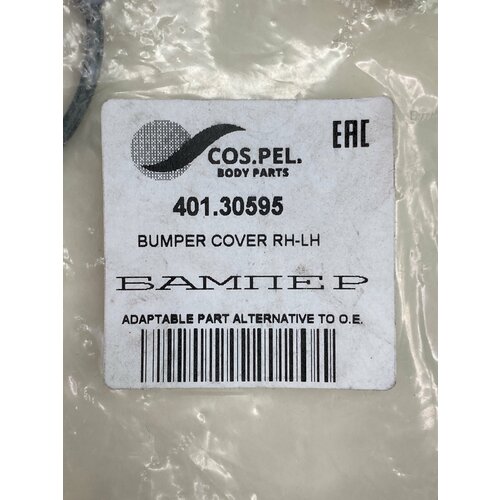 COS.PEL.
BODY PARTS
EAC
401.30595
BUMPER COVER RH-LH
БАМПЕР
ADAPTABLE PART ALTERNATIVE TO O.E.